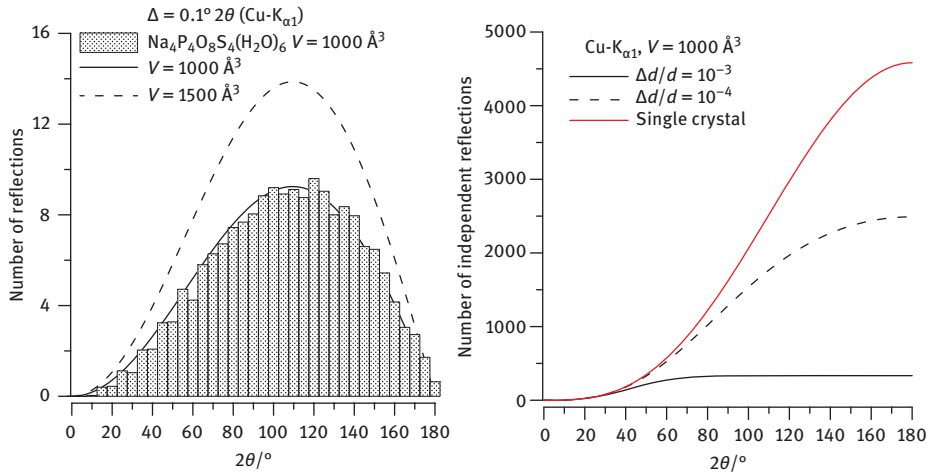 Δ = 0.1° 2θ (Cu-Kα1)
Na4P4O8S4(H2O)6 V = 1000 Å³
V = 1000 Å³
V = 1500 Å³
16
12
8
4
0
Number of reflections
0 20 40 60 80 100 120 140 160 180
2θ/°
Cu-Kα1, V = 1000 Å³
Δd/d = 10⁻³
Δd/d = 10⁻⁴
Single crystal
5000
4000
3000
2000
1000
0
Number of independent reflections
0 20 40 60 80 100 120 140 160 180
2θ/°